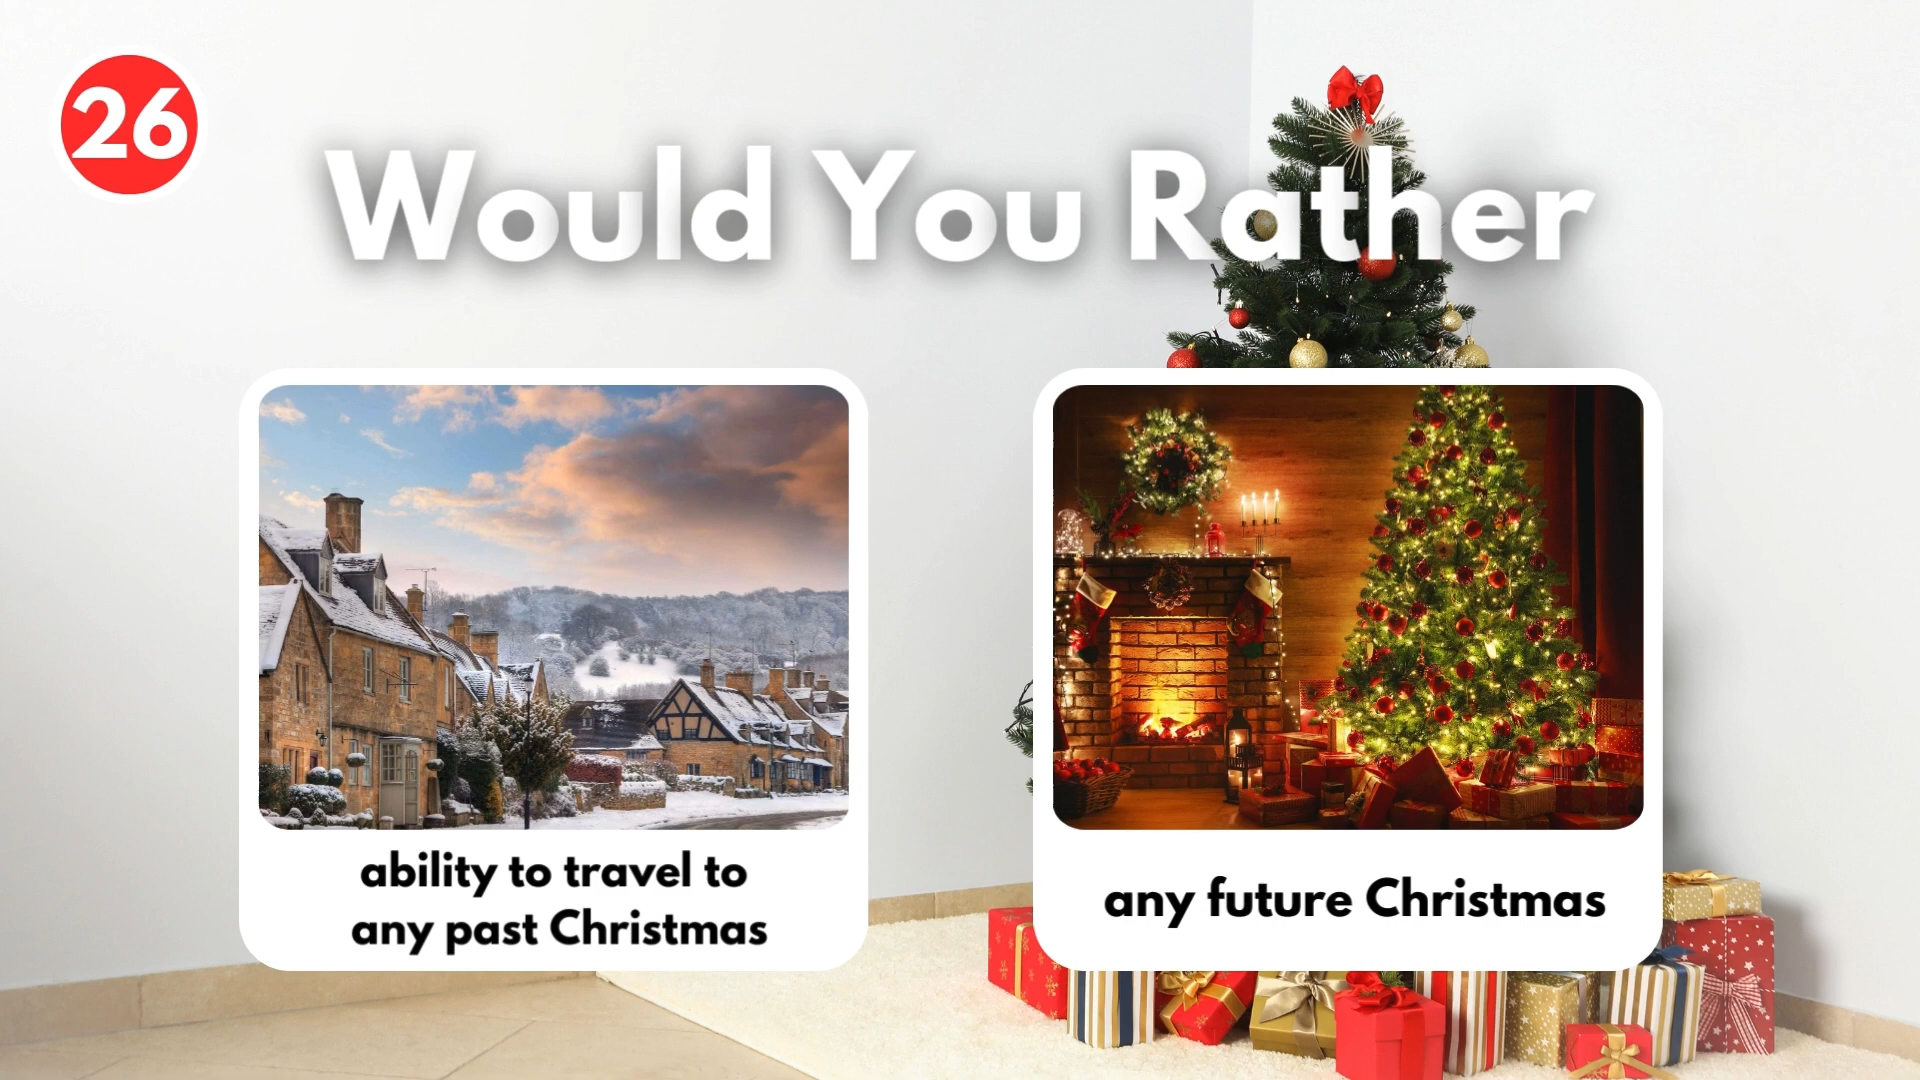 26
Would You Rather
ability to travel to
any past Christmas
any future Christmas